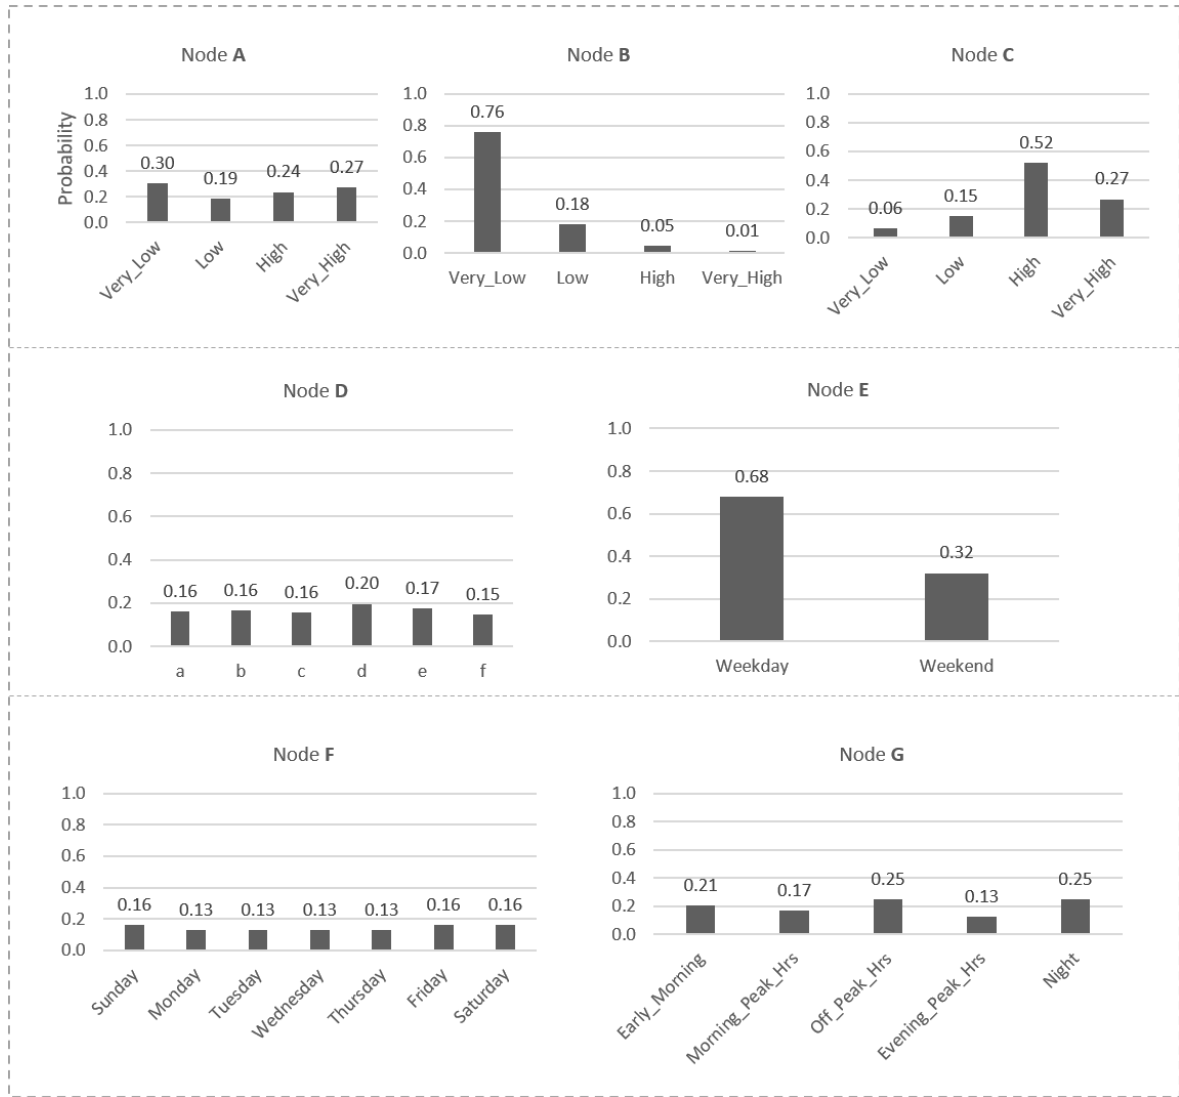 Node A
Node B
Node C
Probability
1.0
0.8
0.6
0.4
0.2
0.0
0.30
0.19
0.24
0.27
Very_Low
Low
High
Very_High
1.0
0.8
0.6
0.4
0.2
0.0
0.76
0.18
0.05
0.01
Very_Low
Low
High
Very_High
1.0
0.8
0.6
0.4
0.2
0.0
0.06
0.15
0.52
0.27
Very_Low
Low
High
Very_High
Node D
1.0
0.8
0.6
0.4
0.2
0.0
0.16
0.16
0.16
0.20
0.17
0.15
a
b
c
d
e
f
Node E
1.0
0.8
0.6
0.4
0.2
0.0
0.68
0.32
Weekday
Weekend
Node F
1.0
0.8
0.6
0.4
0.2
0.0
0.16
0.13
0.13
0.13
0.13
0.16
0.16
Sunday
Monday
Tuesday
Wednesday
Thursday
Friday
Saturday
Node G
1.0
0.8
0.6
0.4
0.2
0.0
0.21
0.17
0.25
0.13
0.25
Early_Morning
Morning_Peak_Hrs
Off_Peak_Hrs
Evening_Peak_Hrs
Night